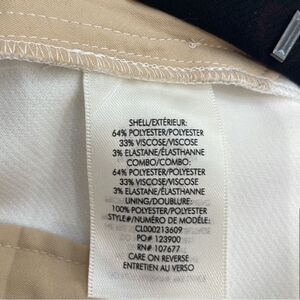 SHELL/EXTÉRIEUR:
64% POLYESTER/POLYESTER
33% VISCOSE/VISCOSE
3% ELASTANE/ÉLASTHANNE
COMBO/COMBO:
64% POLYESTER/POLYESTER
33% VISCOSE/VISCOSE
3% ELASTANE/ÉLASTHANNE
LINING/DOUBLURE:
100% POLYESTER/POLYESTER
STYLE#/NUMÉRO DE MODÈLE:
CL000213609
PO# 123900
RN# 107677
CARE ON REVERSE
ENTRETIEN AU VERSO